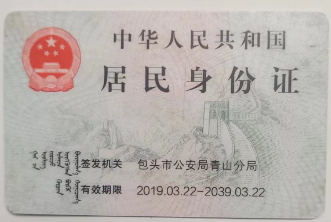 中华人民共和国
居民身份证
签发机关 包头市公安局青山分局
有效期限 2019.03.22-2039.03.22